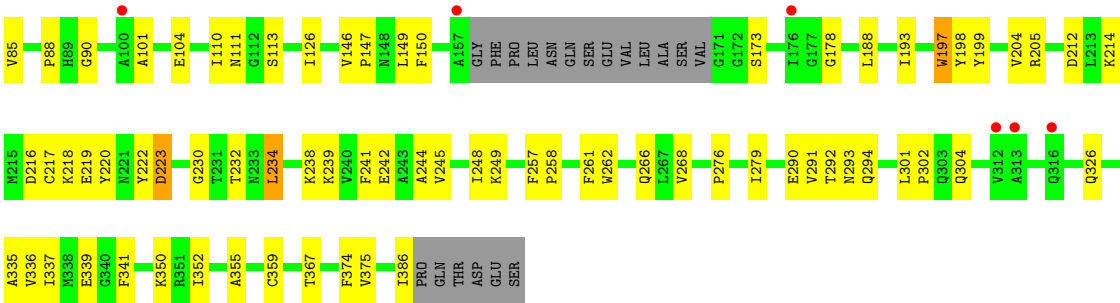 V85 P88 H89 G90 A100 A101 E104 I110 N111 G112 S113 I126 V146 P147 N148 L149 F150 A157 GLY PHE PRO LEU ASN GLN SER GLU VAL LEU ALA SER VAL G171 G172 S173 I176 G177 G178 L188 I193 W197 Y198 Y199 V204 R205 D212 L213 K214
M215 D216 C217 K218 E219 Y220 N221 Y222 D223 G230 T231 T232 N233 L234 K238 K239 V240 F241 E242 A243 A244 V245 I248 K249 F257 P258 F261 W262 Q266 L267 V268 P276 I279 E290 V291 T292 N293 Q294 L301 P302 Q303 Q304 V312 A313 Q316 Q326
A335 V336 I337 M338 E339 G340 F341 K350 R351 I352 A355 C359 T367 F374 V375 I386 PRO GLN THR ASP GLU SER